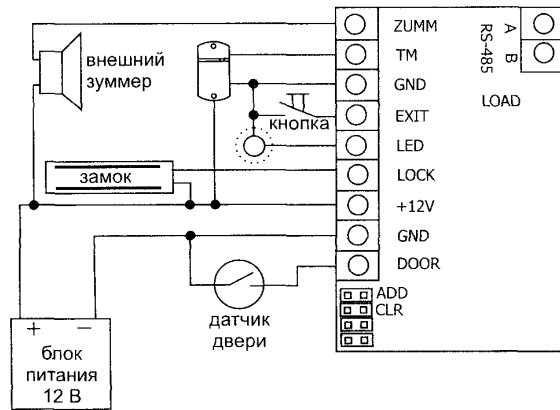 внешний
зуммер
замок
кнопка
датчик
двери
+ −
блок
питания
12 В
ZUMM
TM
GND
EXIT
LED
LOCK
+12V
GND
DOOR
ADD
CLR
A
B
RS-485
LOAD